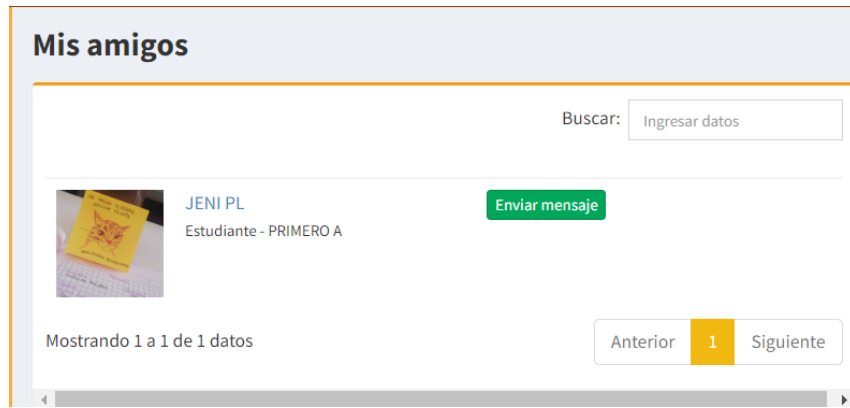 Mis amigos
Buscar: Ingresar datos
JENI PL
Enviar mensaje
Estudiante - PRIMERO A
Mostrando 1 a 1 de 1 datos
Anterior 1 Siguiente